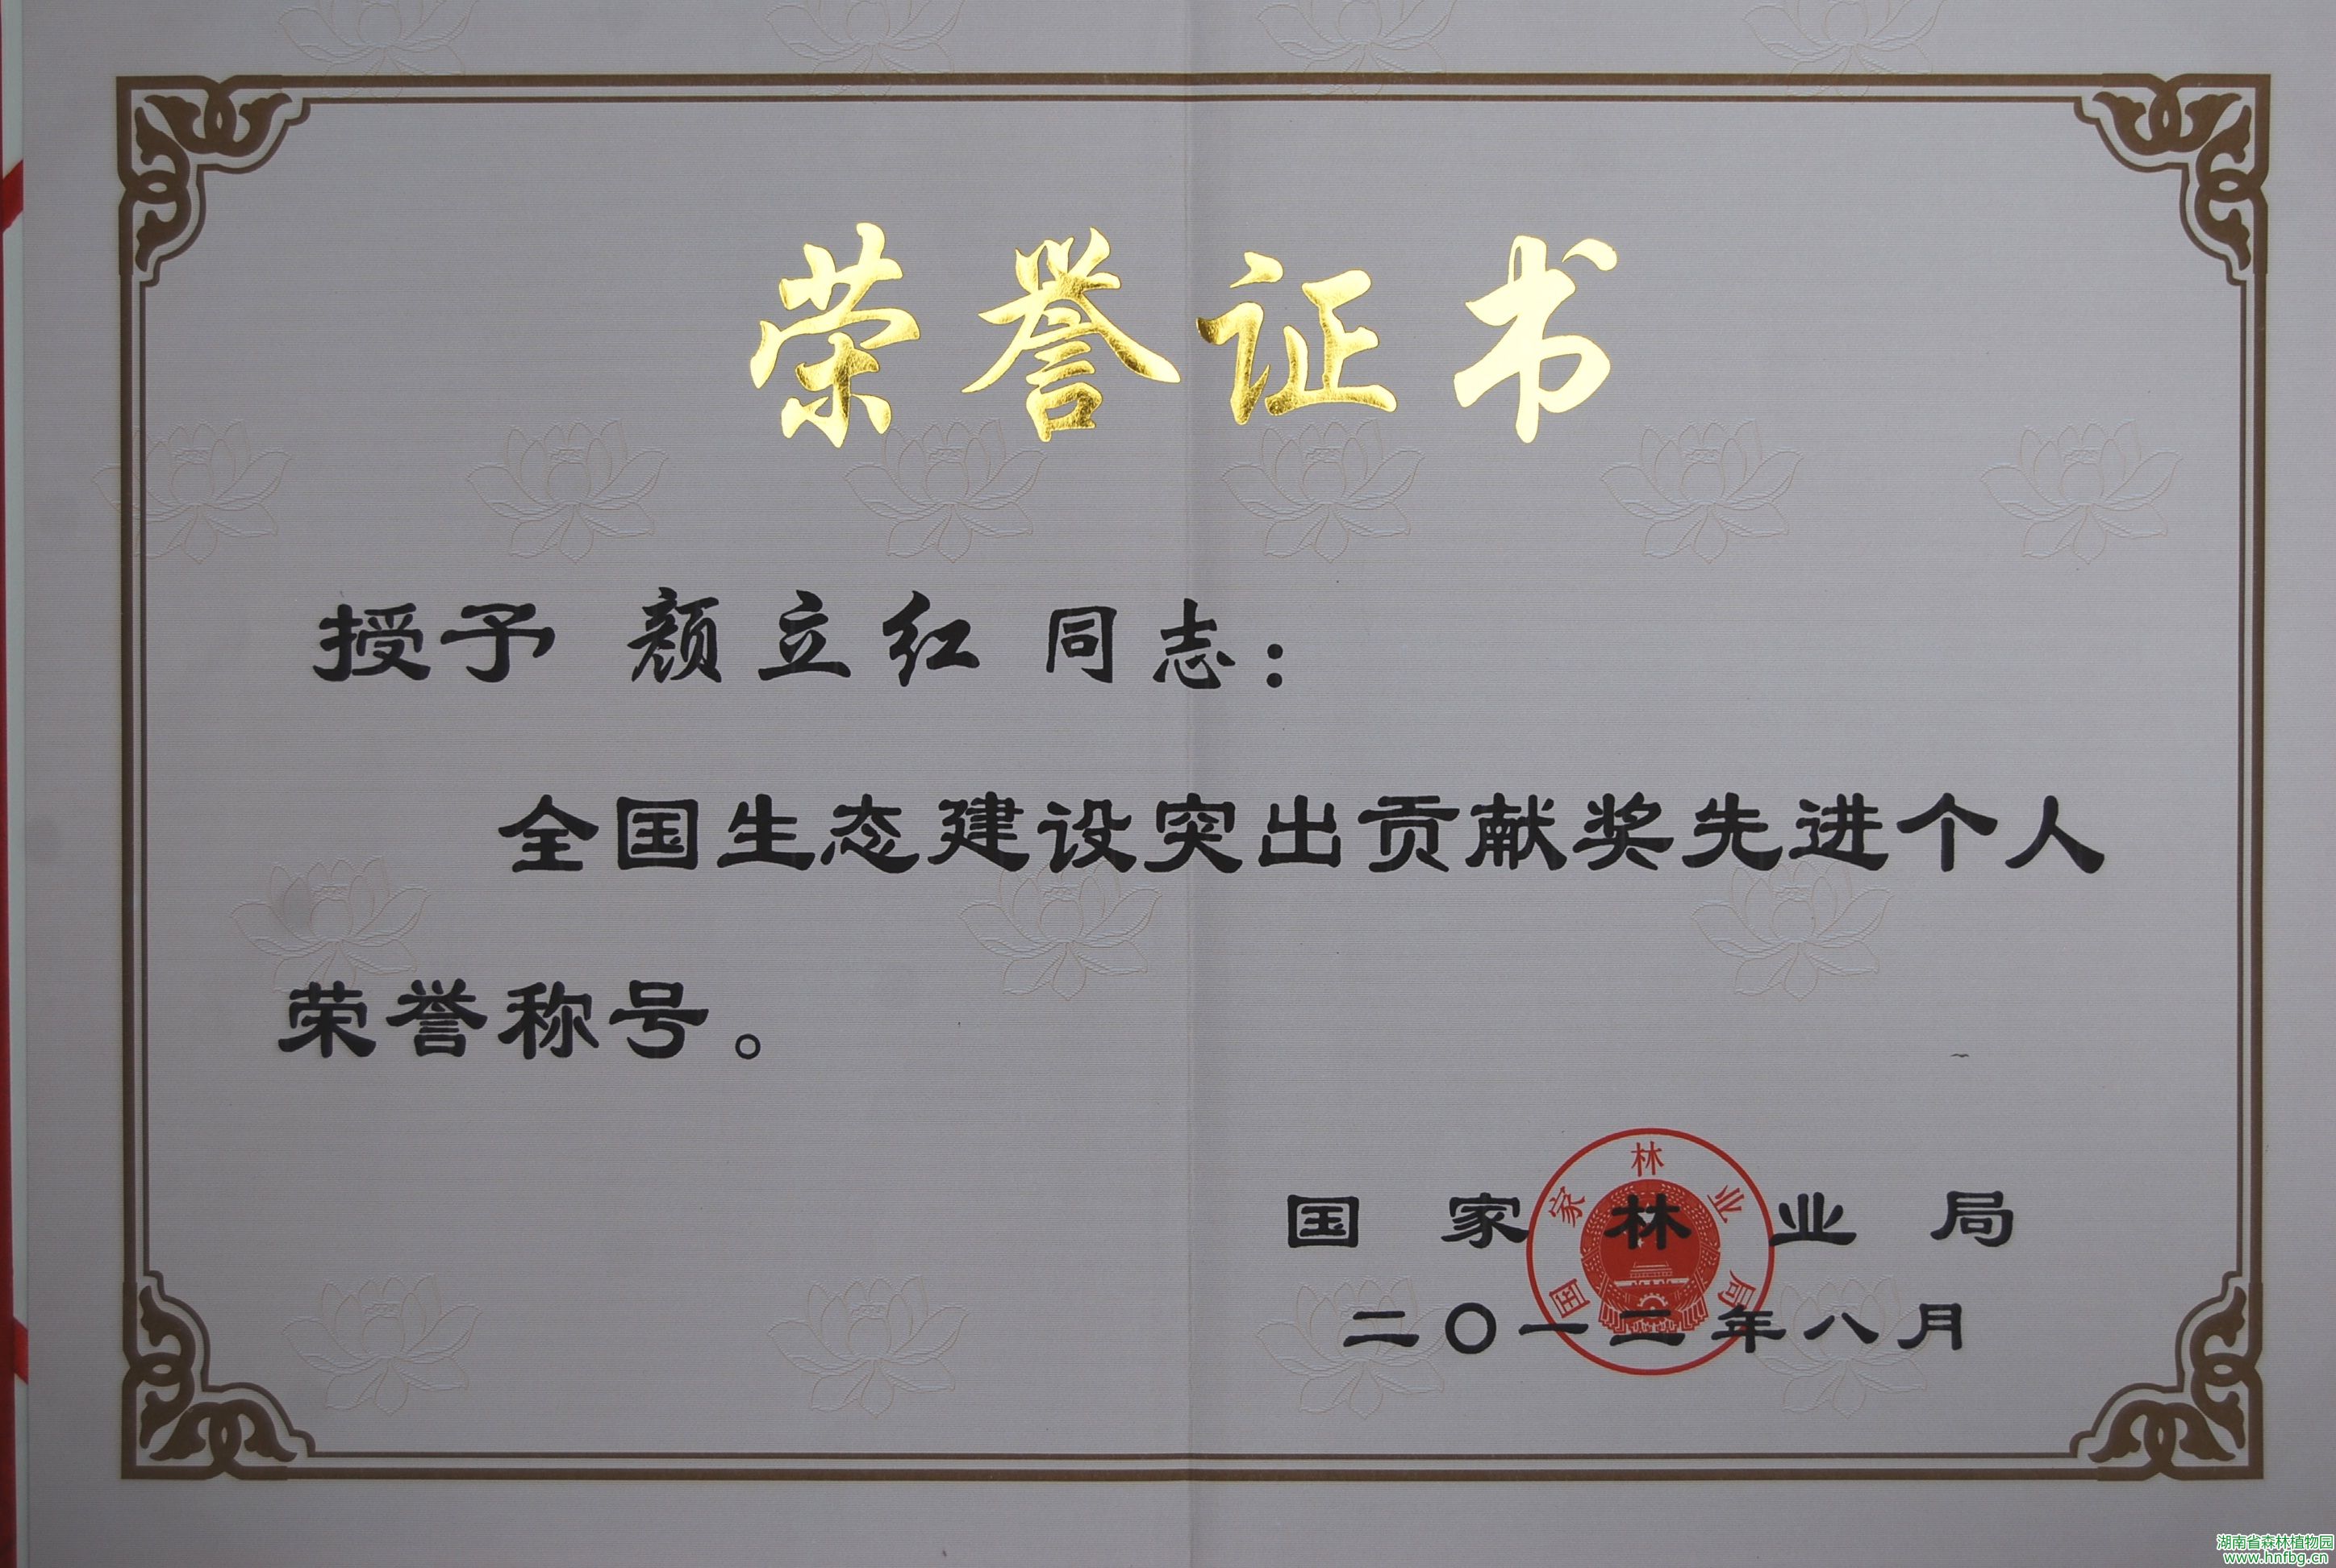 荣誉证书
授予 颜立红 同志：
全国生态建设突出贡献奖先进个人
荣誉称号。
国家林业局
国家林业局
二〇一二年八月
湖南省森林植物园
www.hnfbg.cn